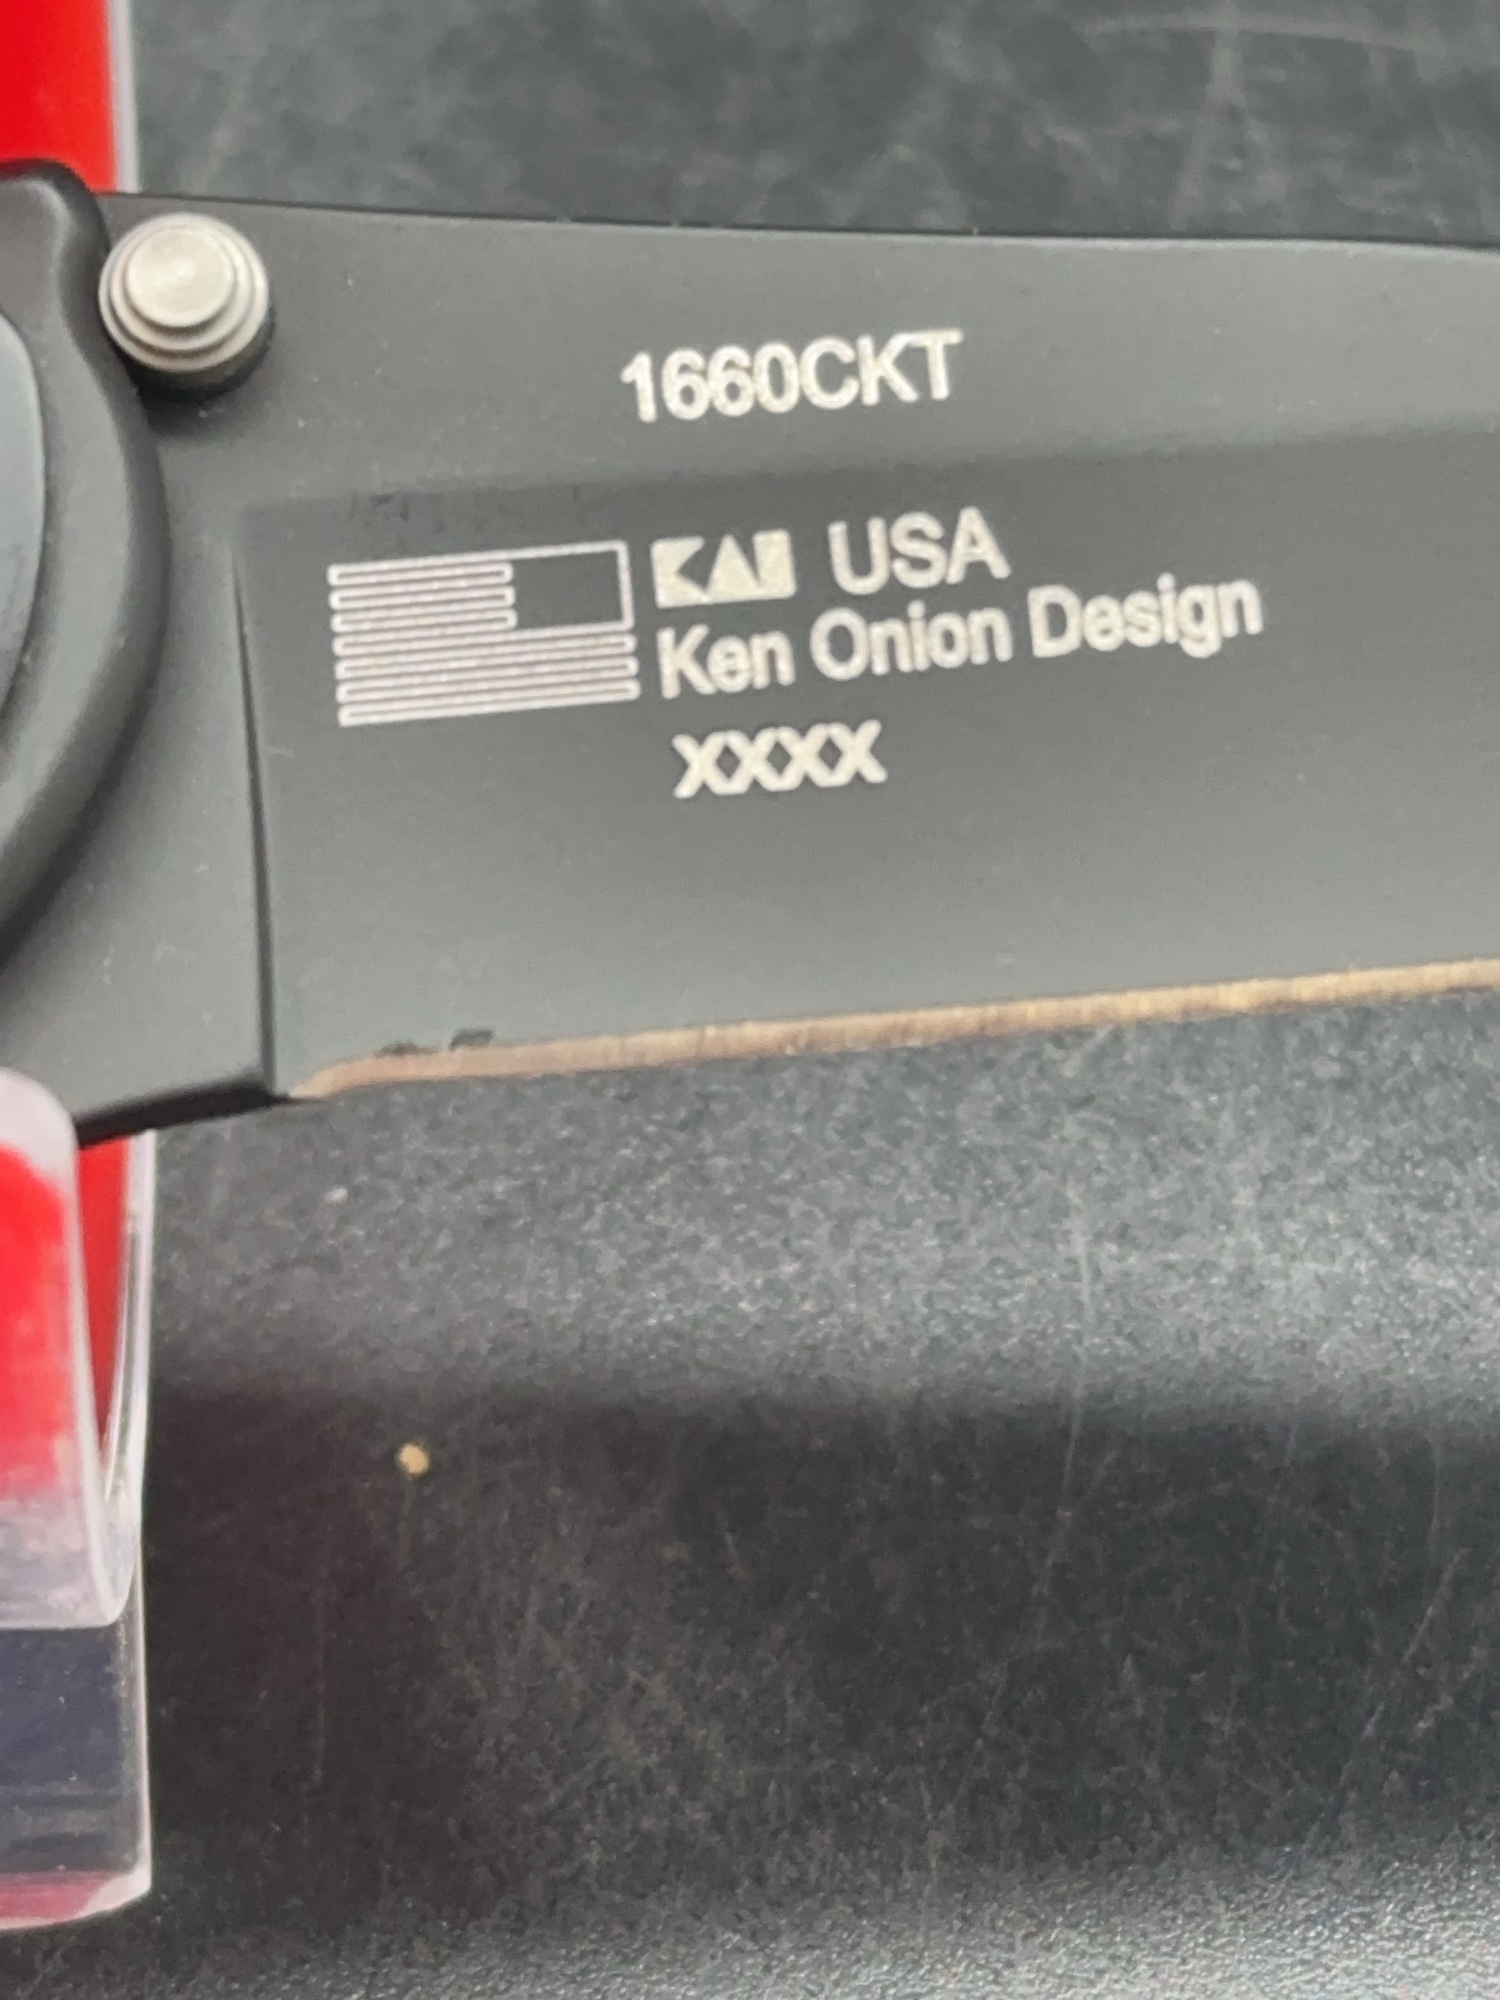 1660CKT
KAI USA
Ken Onion Design
XXXX